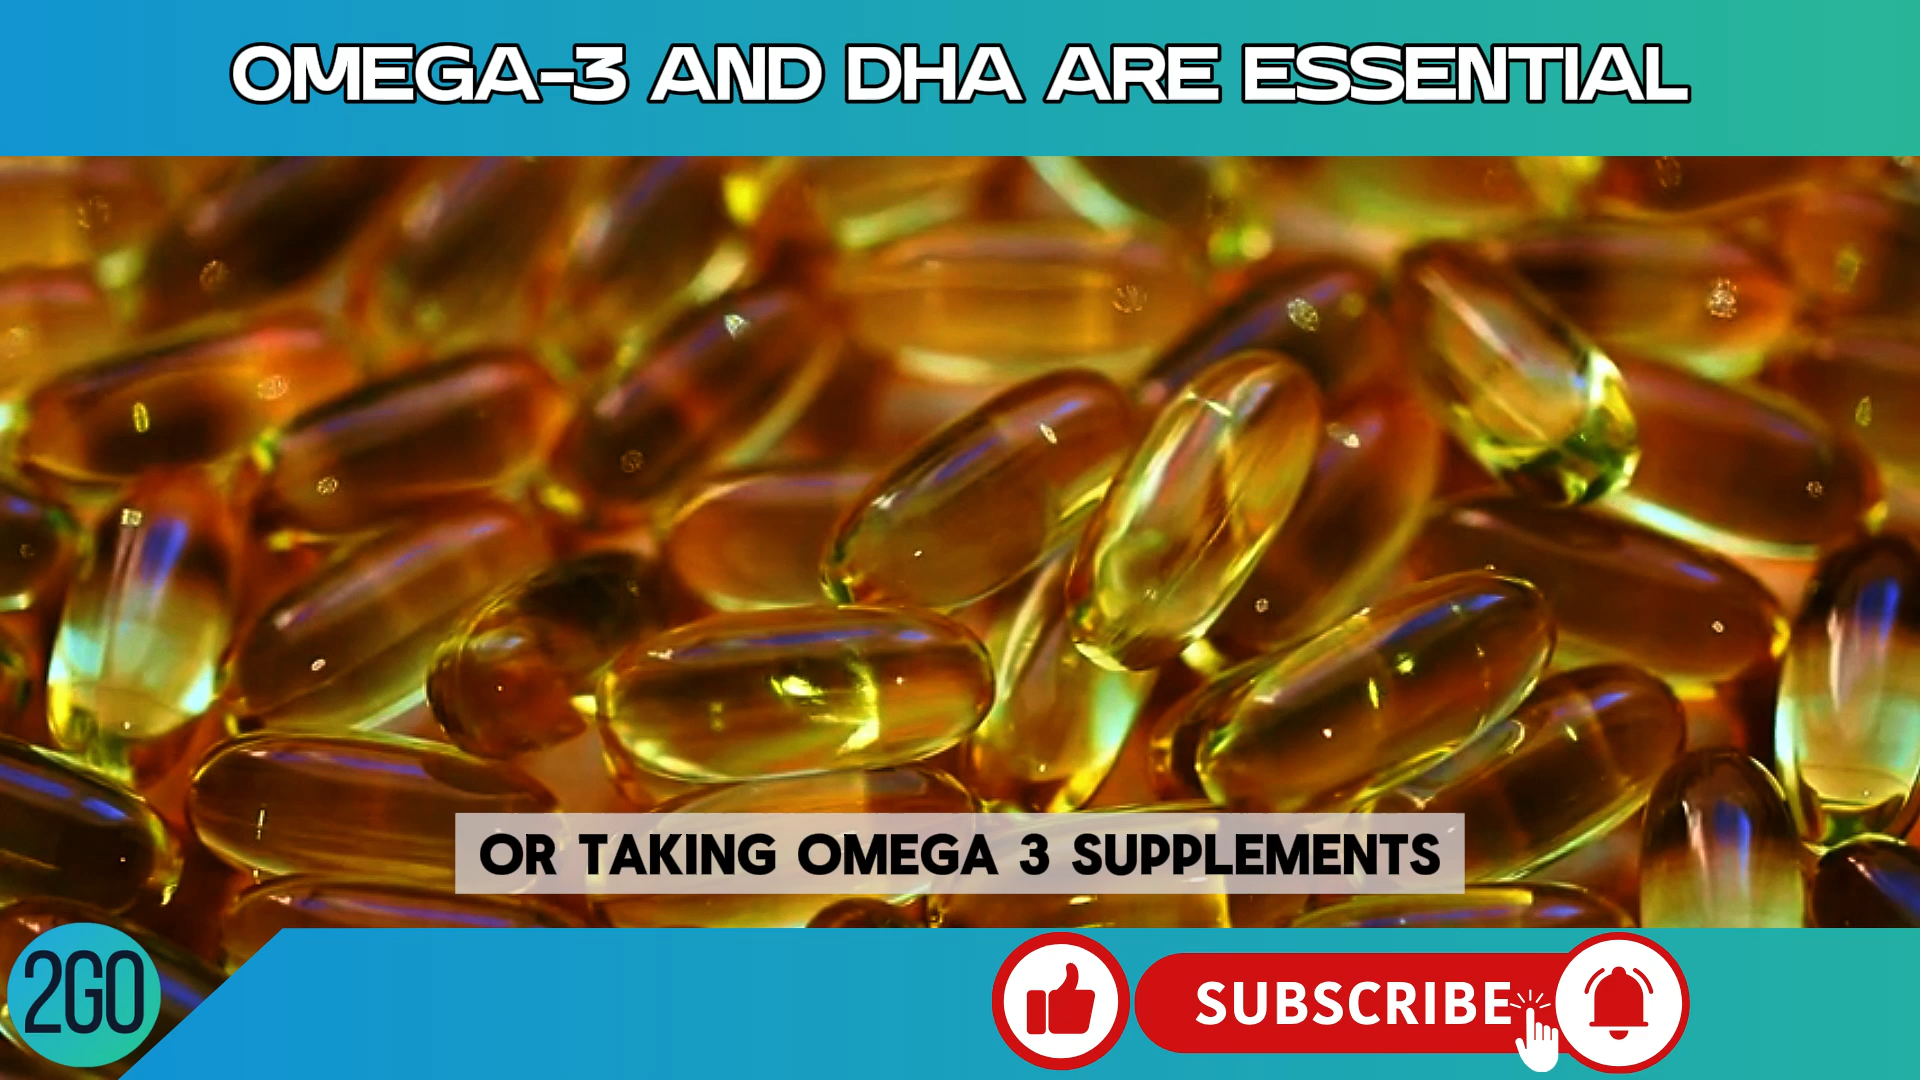 OMEGA-3 AND DHA ARE ESSENTIAL
OR TAKING OMEGA 3 SUPPLEMENTS
2GO
SUBSCRIBE